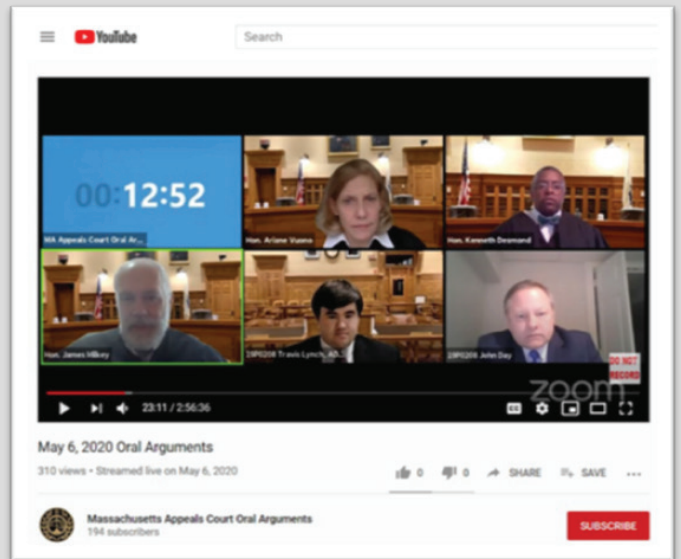 YouTube
Search
00:12:52
MA Appeals Court Oral Ar...
Hon. Ariane Vuono
Hon. Kenneth Desmond
Hon. James Milkey
19P0208 Travis Lynch, AD...
19P0208 John Day
DO NOT
RECORD
zoom
23:11 / 2:56:36
May 6, 2020 Oral Arguments
310 views • Streamed live on May 6, 2020
0
0
SHARE
SAVE
Massachusetts Appeals Court Oral Arguments
194 subscribers
SUBSCRIBE